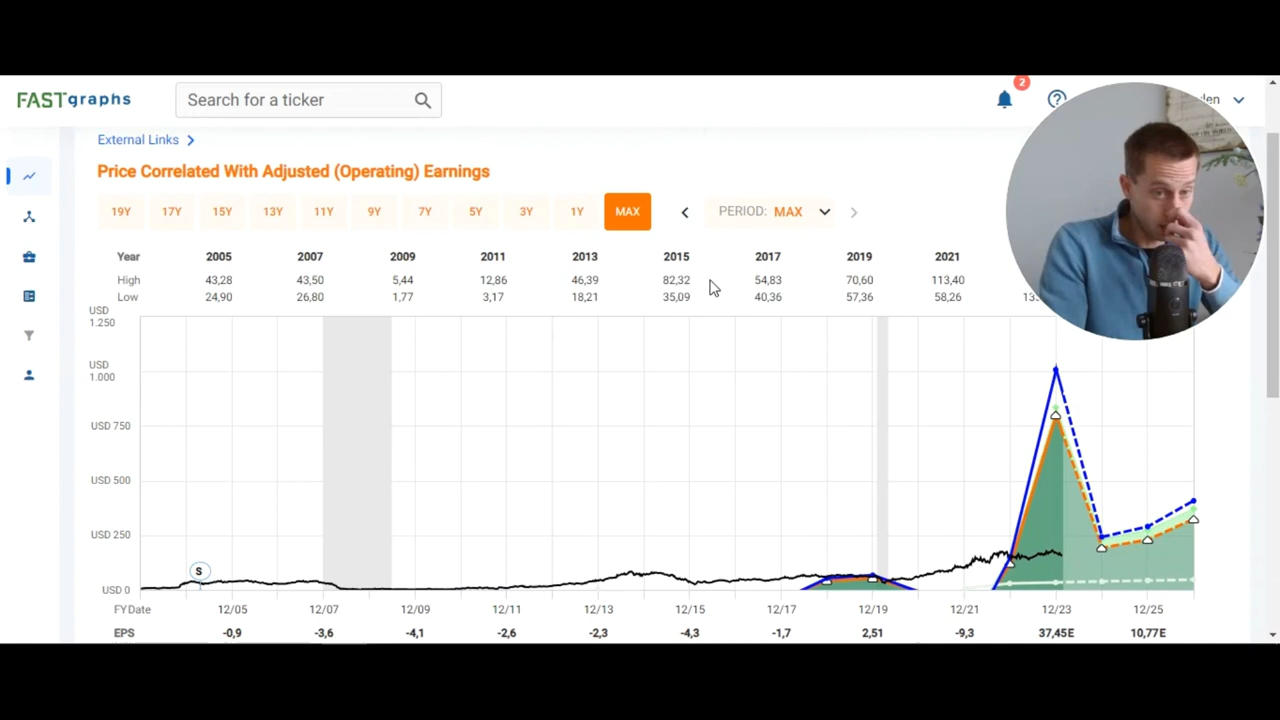 FASTgraphs
Search for a ticker
2
External Links
Price Correlated With Adjusted (Operating) Earnings
19Y 17Y 15Y 13Y 11Y 9Y 7Y 5Y 3Y 1Y MAX PERIOD: MAX
Year 2005 2007 2009 2011 2013 2015 2017 2019 2021
High 43,28 43,50 5,44 12,86 46,39 82,32 54,83 70,60 113,40
Low 24,90 26,80 1,77 3,17 18,21 35,09 40,36 57,36 58,26
USD
1.250
USD
1.000
USD 750
USD 500
USD 250
S
USD 0
FYDate 12/05 12/07 12/09 12/11 12/13 12/15 12/17 12/19 12/21 12/23 12/25
EPS -0,9 -3,6 -4,1 -2,6 -2,3 -4,3 -1,7 2,51 -9,3 37,45E 10,77E